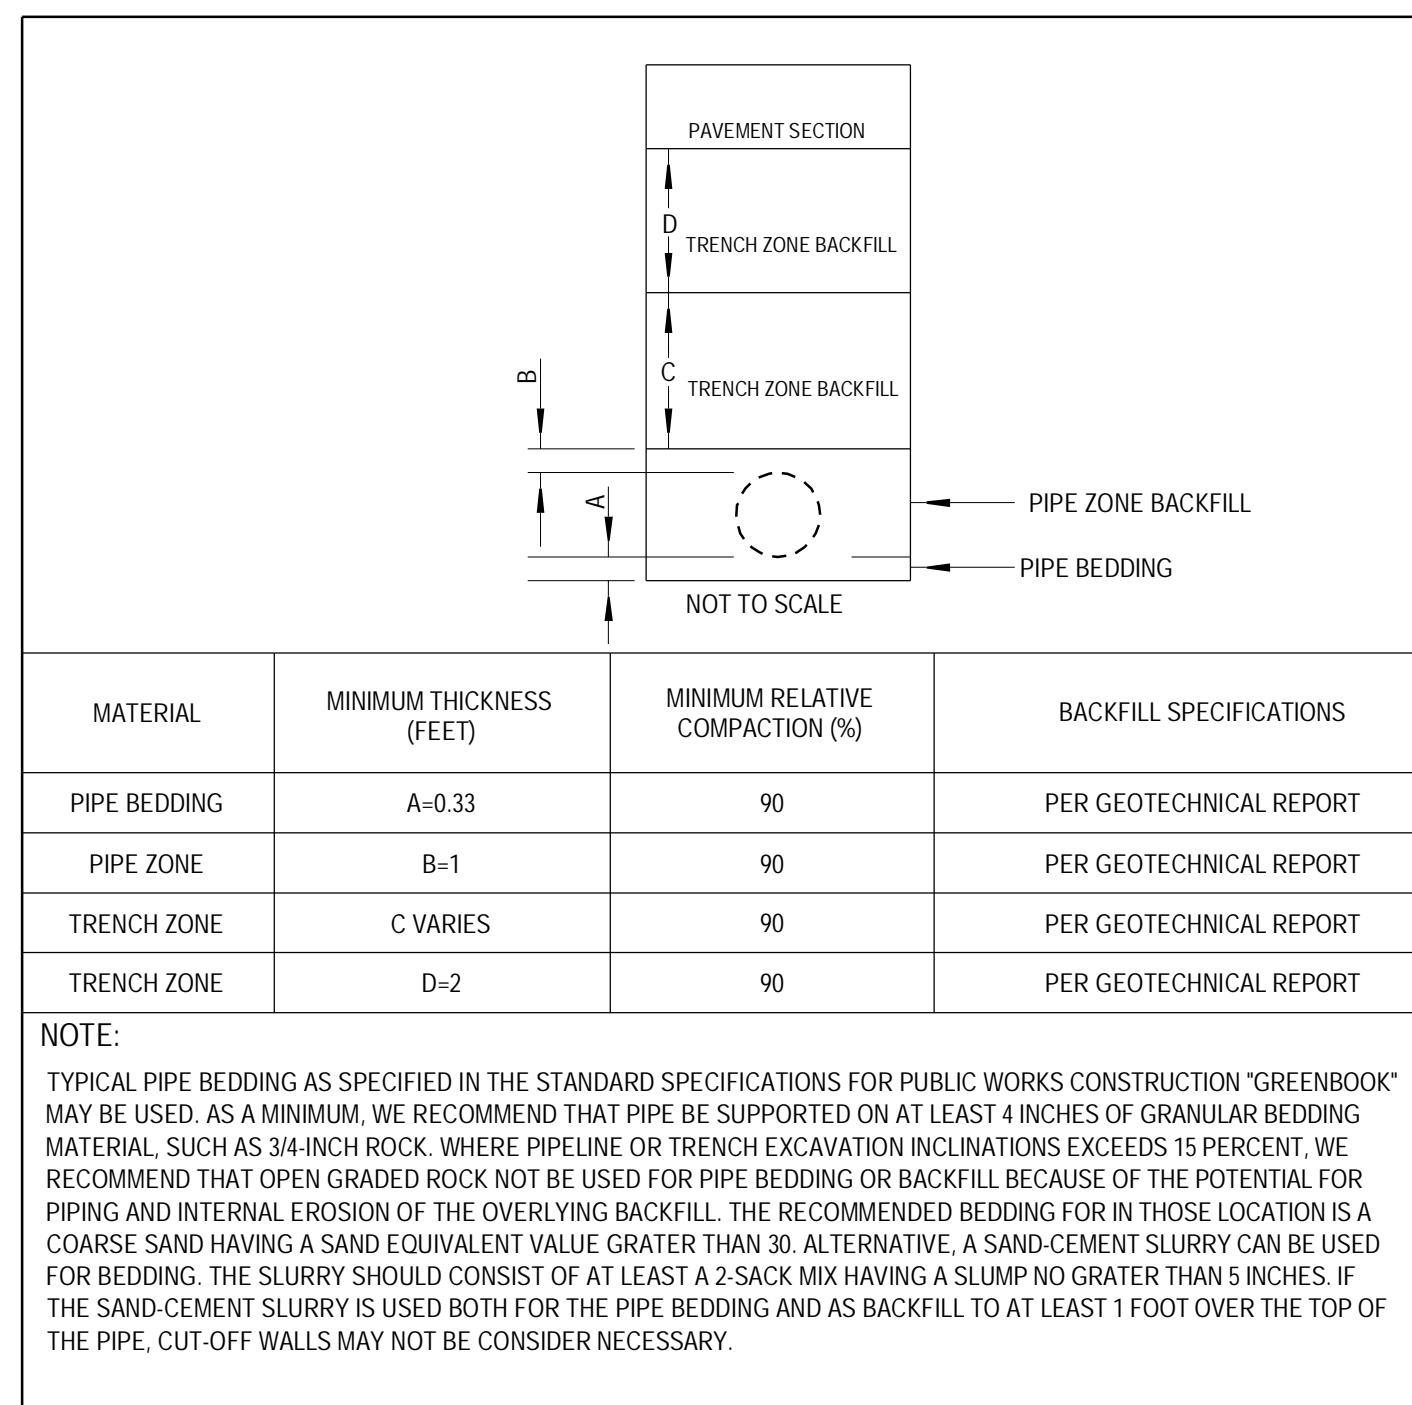 PAVEMENT SECTION
D
TRENCH ZONE BACKFILL
B
C
TRENCH ZONE BACKFILL
A
PIPE ZONE BACKFILL
PIPE BEDDING
NOT TO SCALE
MATERIAL
MINIMUM THICKNESS
(FEET)
MINIMUM RELATIVE
COMPACTION (%)
BACKFILL SPECIFICATIONS
PIPE BEDDING
A=0.33
90
PER GEOTECHNICAL REPORT
PIPE ZONE
B=1
90
PER GEOTECHNICAL REPORT
TRENCH ZONE
C VARIES
90
PER GEOTECHNICAL REPORT
TRENCH ZONE
D=2
90
PER GEOTECHNICAL REPORT
NOTE:
TYPICAL PIPE BEDDING AS SPECIFIED IN THE STANDARD SPECIFICATIONS FOR PUBLIC WORKS CONSTRUCTION "GREENBOOK"
MAY BE USED. AS A MINIMUM, WE RECOMMEND THAT PIPE BE SUPPORTED ON AT LEAST 4 INCHES OF GRANULAR BEDDING
MATERIAL, SUCH AS 3/4-INCH ROCK. WHERE PIPELINE OR TRENCH EXCAVATION INCLINATIONS EXCEEDS 15 PERCENT, WE
RECOMMEND THAT OPEN GRADED ROCK NOT BE USED FOR PIPE BEDDING OR BACKFILL BECAUSE OF THE POTENTIAL FOR
PIPING AND INTERNAL EROSION OF THE OVERLYING BACKFILL. THE RECOMMENDED BEDDING FOR IN THOSE LOCATION IS A
COARSE SAND HAVING A SAND EQUIVALENT VALUE GRATER THAN 30. ALTERNATIVE, A SAND-CEMENT SLURRY CAN BE USED
FOR BEDDING. THE SLURRY SHOULD CONSIST OF AT LEAST A 2-SACK MIX HAVING A SLUMP NO GRATER THAN 5 INCHES. IF
THE SAND-CEMENT SLURRY IS USED BOTH FOR THE PIPE BEDDING AND AS BACKFILL TO AT LEAST 1 FOOT OVER THE TOP OF
THE PIPE, CUT-OFF WALLS MAY NOT BE CONSIDER NECESSARY.